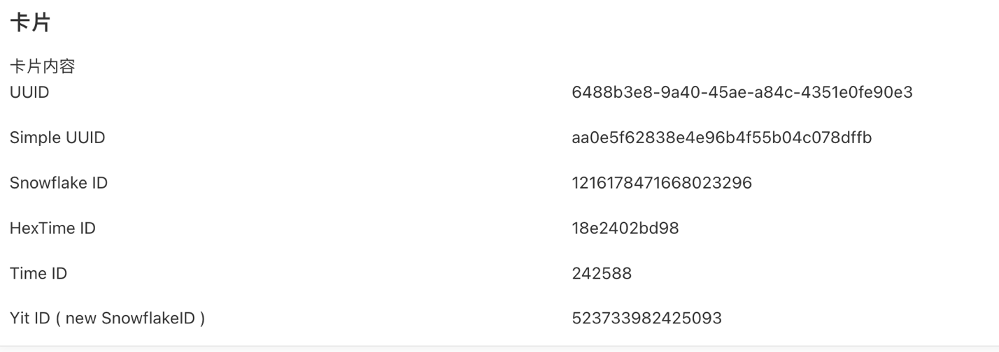 卡片
卡片内容
UUID 6488b3e8-9a40-45ae-a84c-4351e0fe90e3
Simple UUID aa0e5f62838e4e96b4f55b04c078dffb
Snowflake ID 1216178471668023296
HexTime ID 18e2402bd98
Time ID 242588
Yit ID ( new SnowflakeID ) 523733982425093